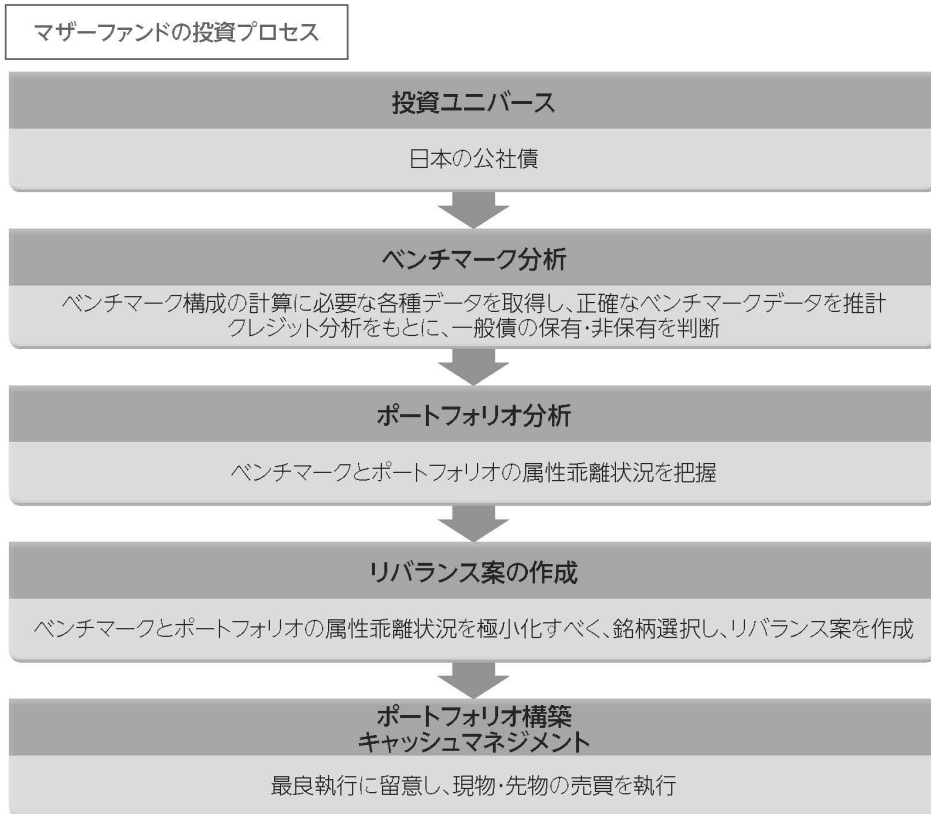 マザーファンドの投資プロセス
投資ユニバース
日本の公社債
ベンチマーク分析
ベンチマーク構成の計算に必要な各種データを取得し、正確なベンチマークデータを推計
クレジット分析をもとに、一般債の保有・非保有を判断
ポートフォリオ分析
ベンチマークとポートフォリオの属性乖離状況を把握
リバランス案の作成
ベンチマークとポートフォリオの属性乖離状況を極小化すべく、銘柄選択し、リバランス案を作成
ポートフォリオ構築
キャッシュマネジメント
最良執行に留意し、現物・先物の売買を執行